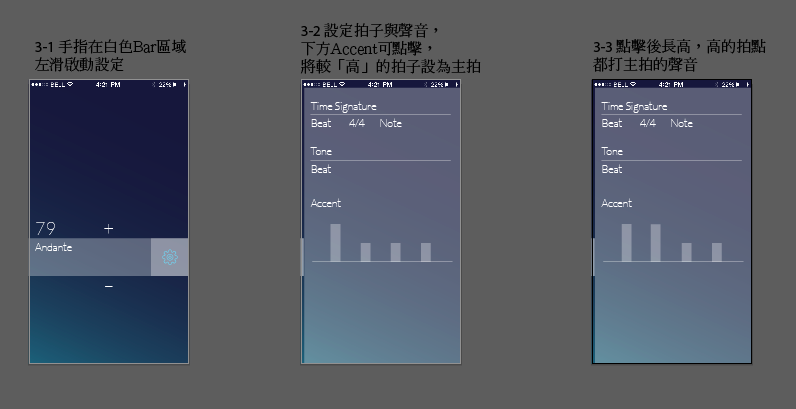 3-1 手指在白色Bar區域
左滑啟動設定
BELL 4:21 PM 22%
79 +
Andante
−
3-2 設定拍子與聲音，
下方Accent可點擊，
將較「高」的拍子設為主拍
BELL 4:21 PM 22%
Time Signature
Beat 4/4 Note
Tone
Beat
Accent
3-3 點擊後長高，高的拍點
都打主拍的聲音
BELL 4:21 PM 22%
Time Signature
Beat 4/4 Note
Tone
Beat
Accent